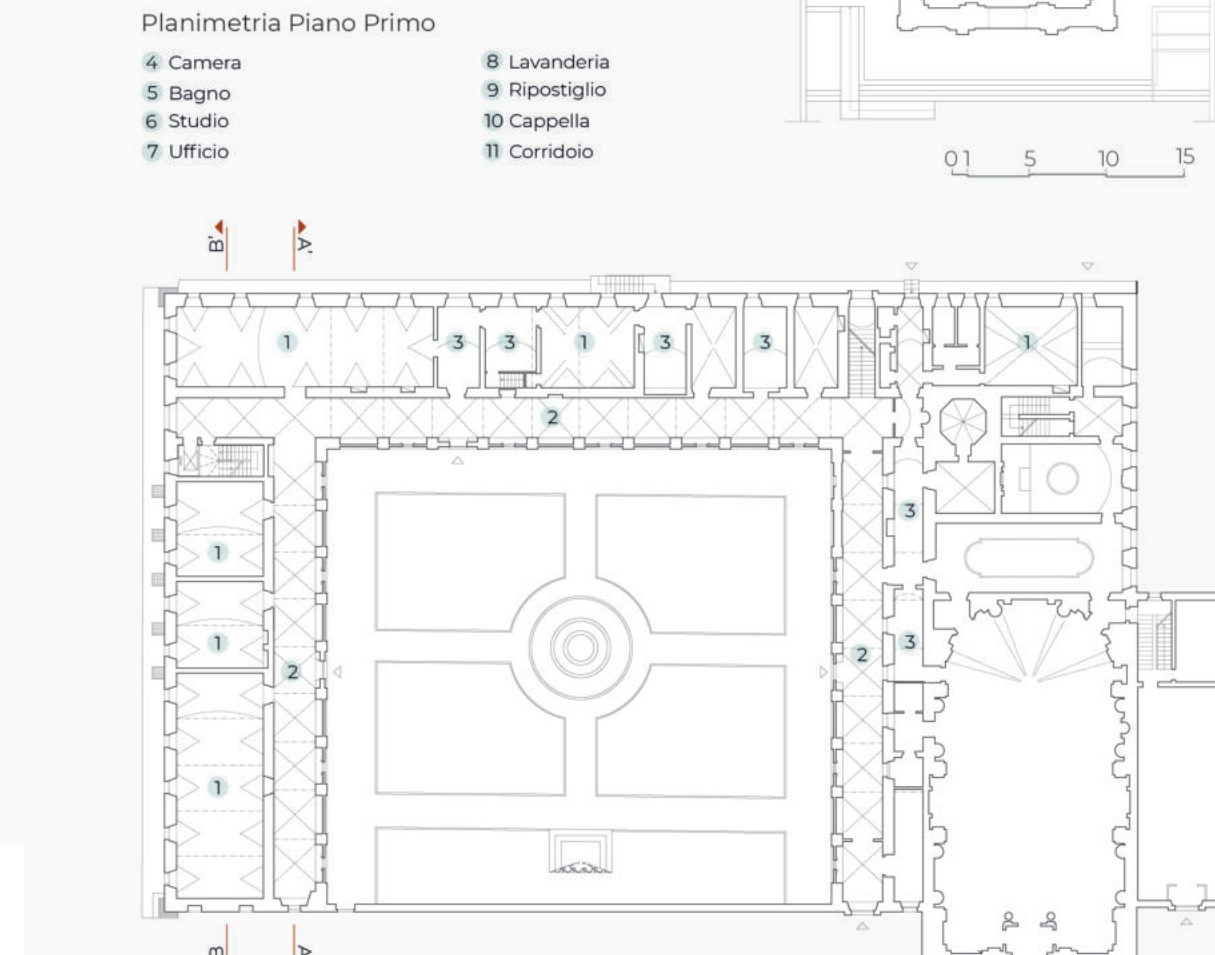 Planimetria Piano Primo
4 Camera
5 Bagno
6 Studio
7 Ufficio
8 Lavanderia
9 Ripostiglio
10 Cappella
11 Corridoio
0 1 5 10 15
B' A'
1 3 3 1 3 3 1
2
3
1
1 2 2 3
1
B A